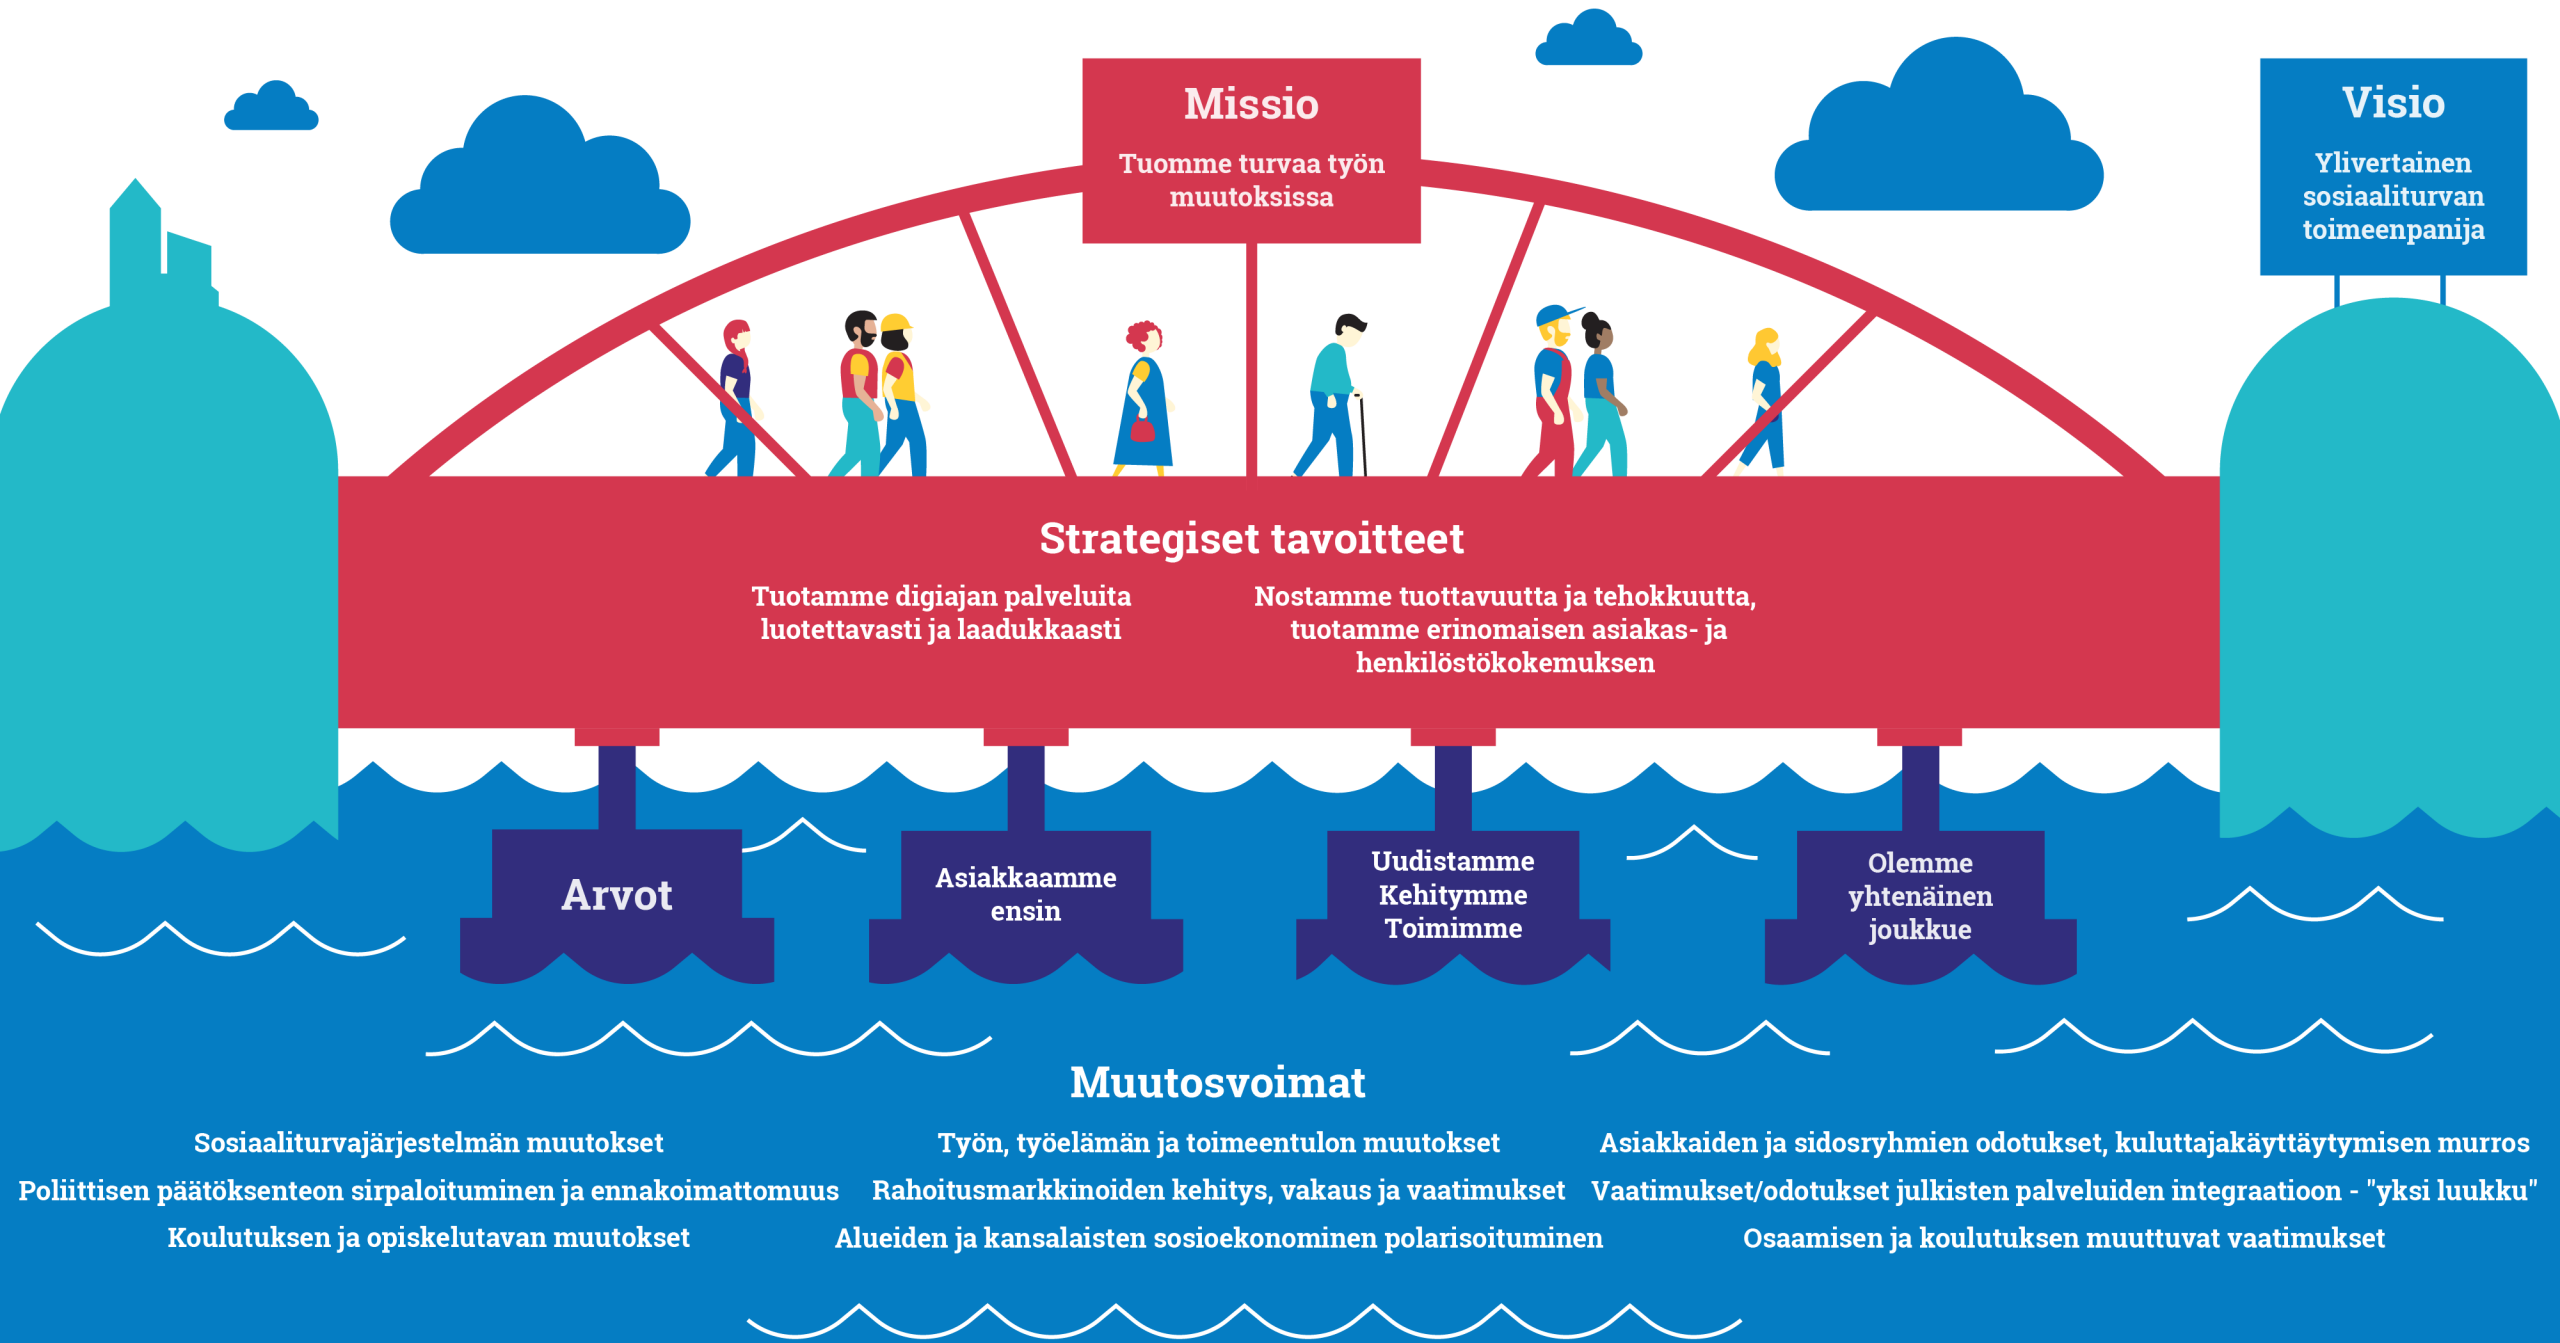 Missio
Tuomme turvaa työn
muutoksissa
Visio
Ylivertainen
sosiaaliturvan
toimeenpanija
Strategiset tavoitteet
Tuotamme digiajan palveluita
luotettavasti ja laadukkaasti
Nostamme tuottavuutta ja tehokkuutta,
tuotamme erinomaisen asiakas- ja
henkilöstökokemuksen
Arvot
Asiakkaamme
ensin
Uudistamme
Kehitymme
Toimimme
Olemme
yhtenäinen
joukkue
Muutosvoimat
Sosiaaliturvajärjestelmän muutokset
Poliittisen päätöksenteon sirpaloituminen ja ennakoimattomuus
Koulutuksen ja opiskelutavan muutokset
Työn, työelämän ja toimeentulon muutokset
Rahoitusmarkkinoiden kehitys, vakaus ja vaatimukset
Alueiden ja kansalaisten sosioekonominen polarisoituminen
Asiakkaiden ja sidosryhmien odotukset, kuluttajakäyttäytymisen murros
Vaatimukset/odotukset julkisten palveluiden integraatioon - "yksi luukku"
Osaamisen ja koulutuksen muuttuvat vaatimukset